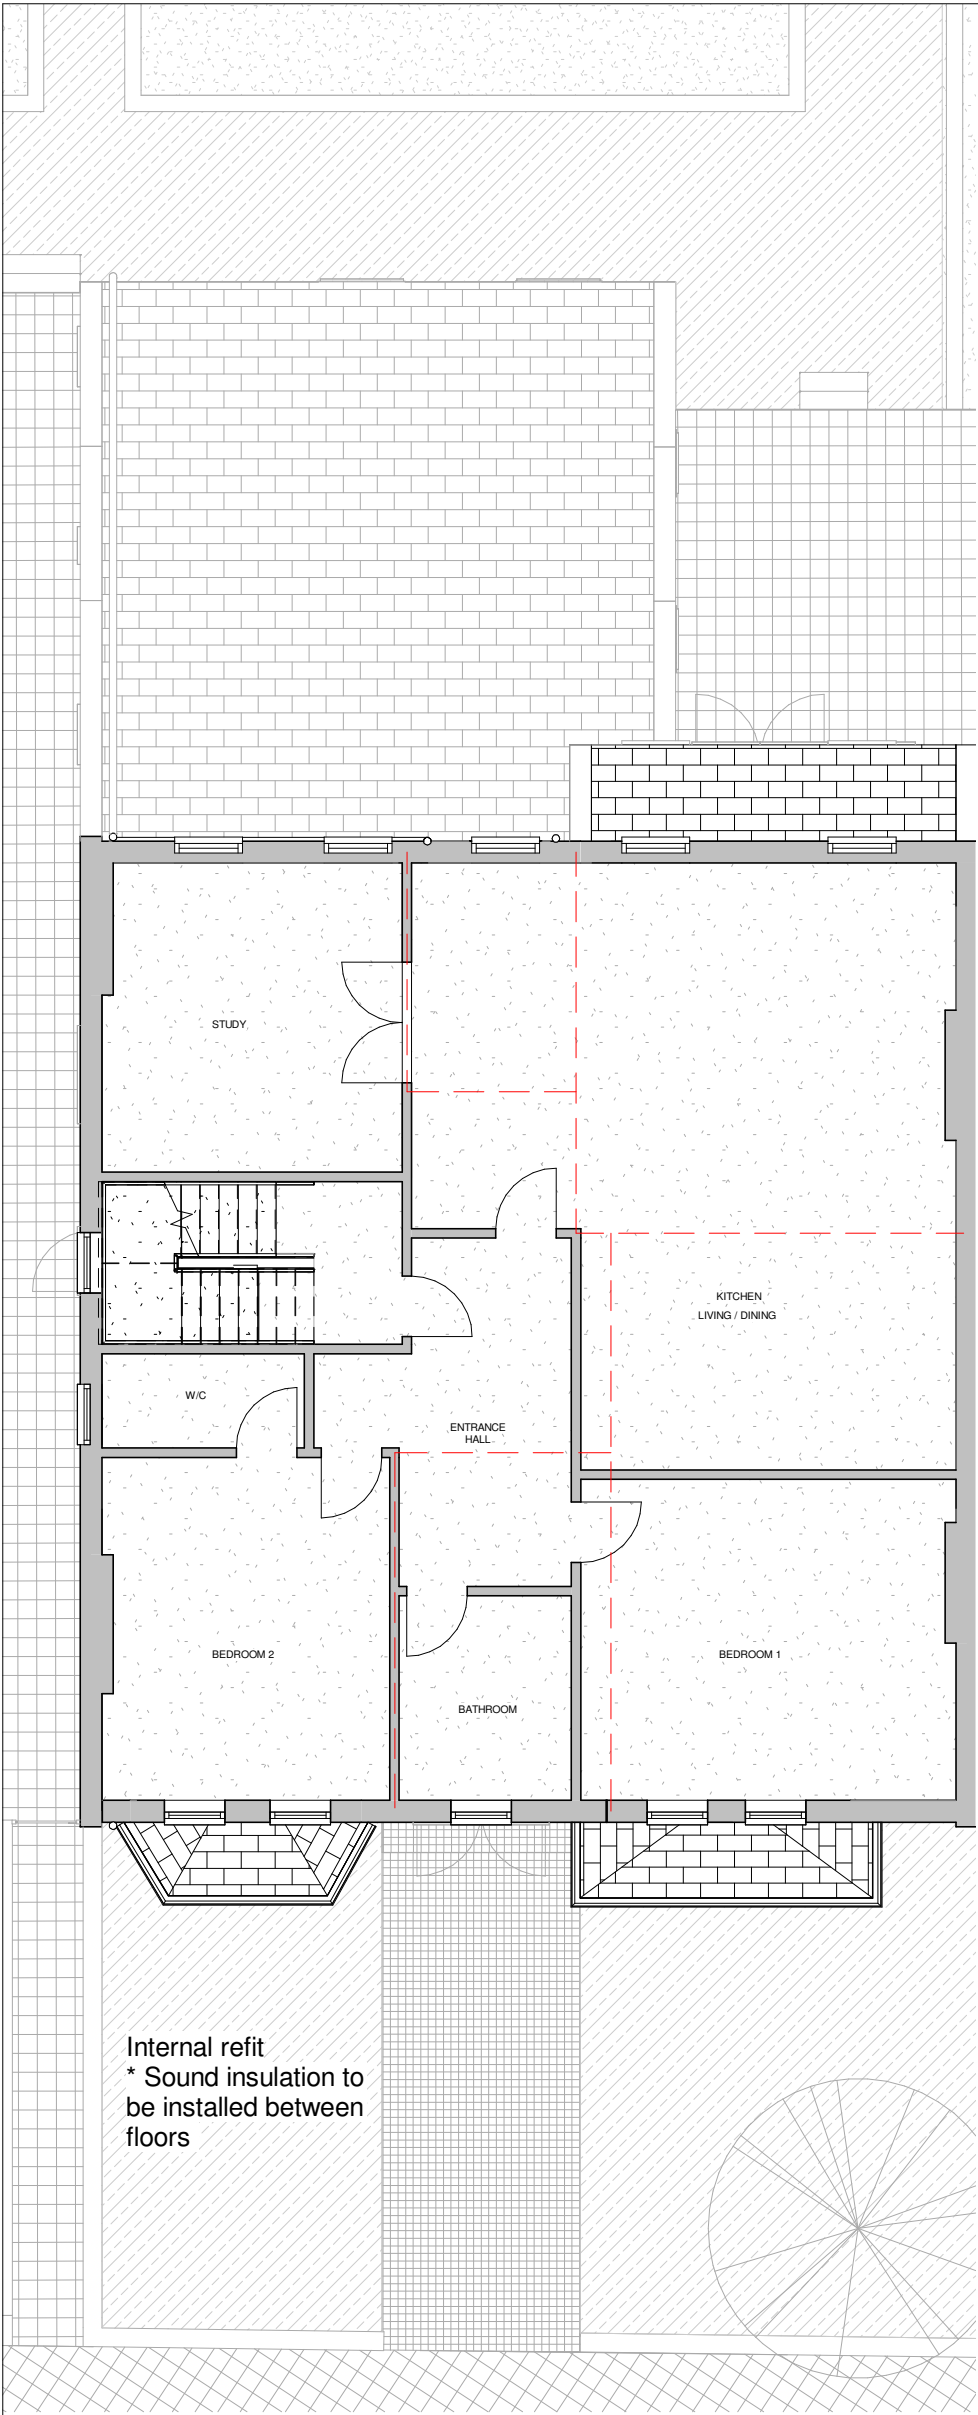 STUDY
KITCHEN
LIVING / DINING
W/C
ENTRANCE
HALL
BEDROOM 2
BEDROOM 1
BATHROOM
Internal refit
* Sound insulation to
be installed between
floors